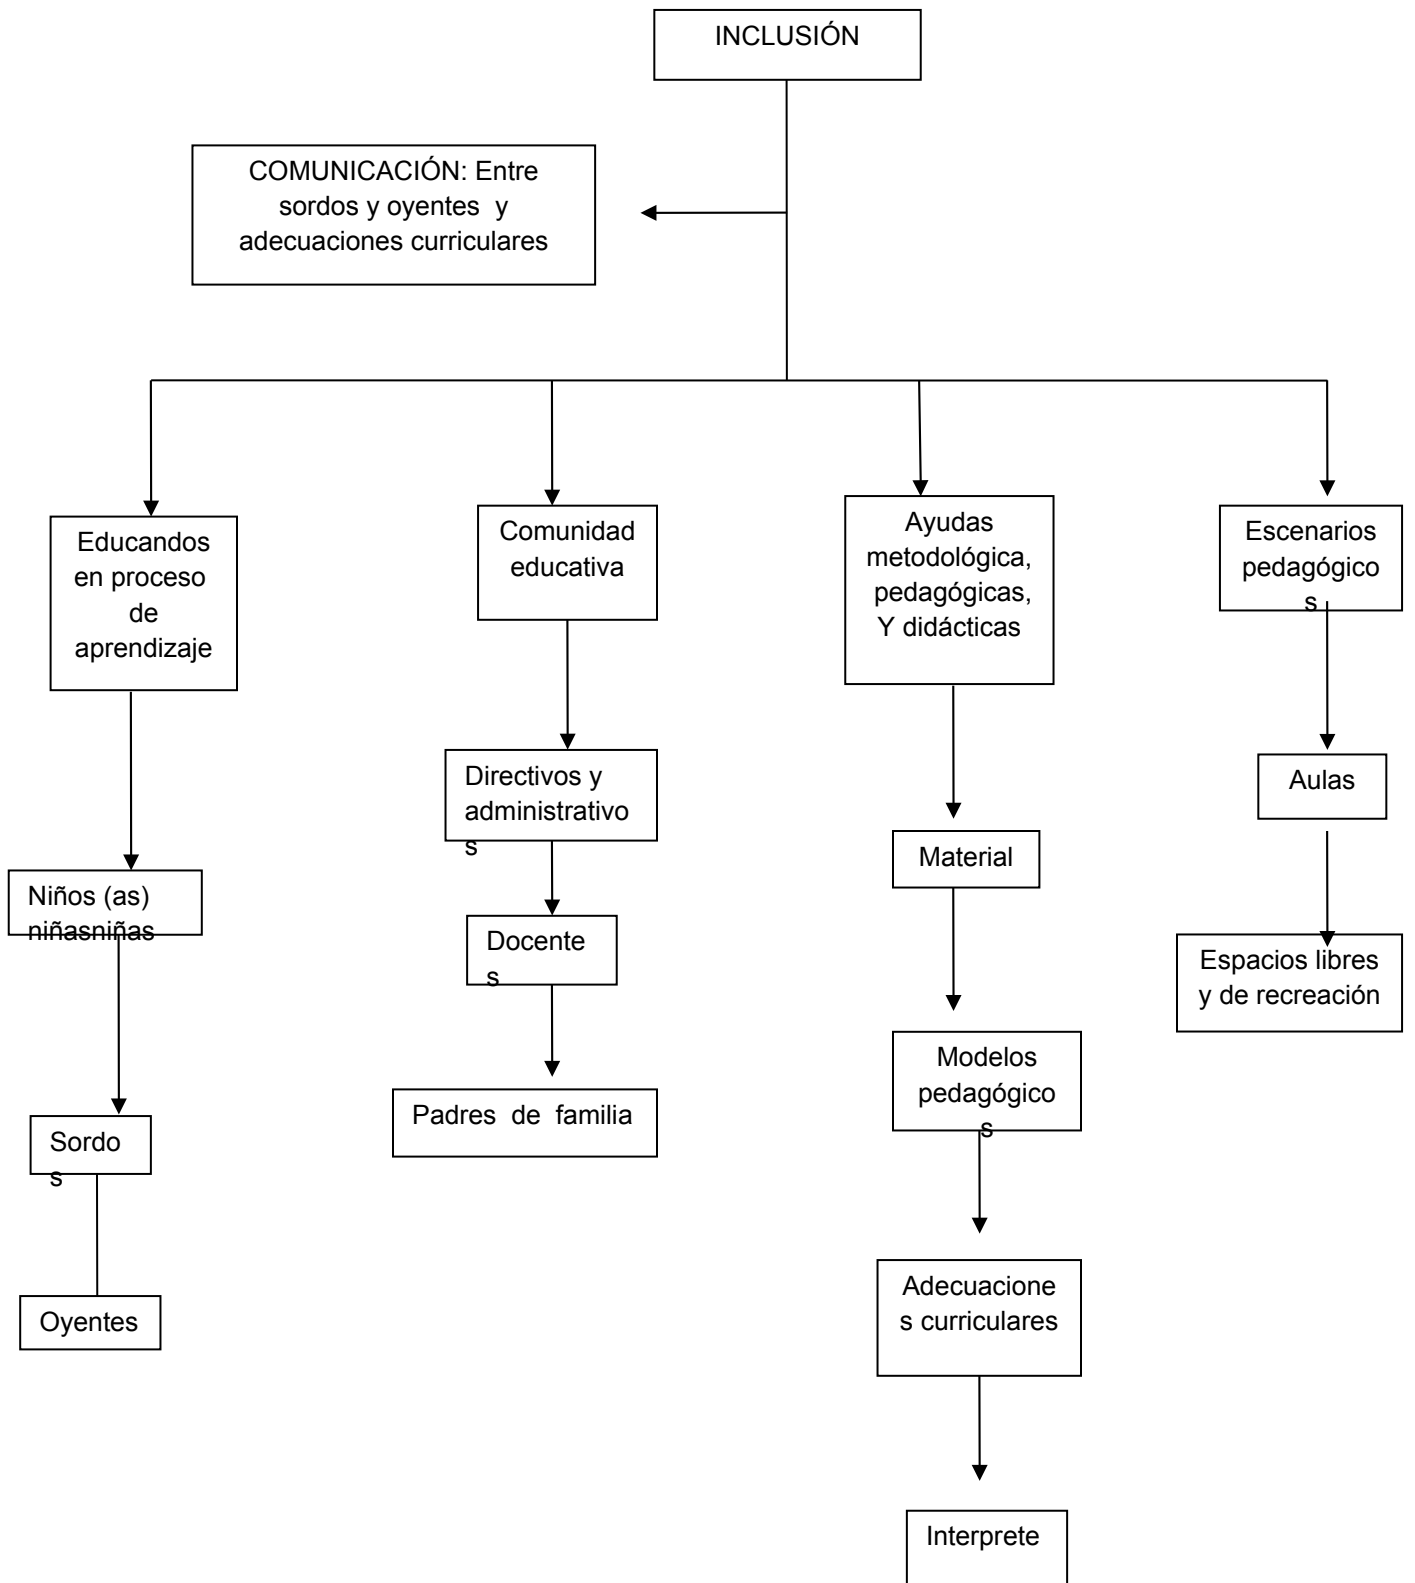 INCLUSIÓN
COMUNICACIÓN: Entre
sordos y oyentes y
adecuaciones curriculares
Educandos
en proceso
de
aprendizaje
Comunidad
educativa
Ayudas
metodológica,
pedagógicas,
Y didácticas
Escenarios
pedagógico
s
Directivos y
administrativo
s
Aulas
Material
Niños (as)
niñasniñas
Docente
s
Espacios libres
y de recreación
Modelos
pedagógico
s
Padres de familia
Sordo
s
Adecuacione
s curriculares
Oyentes
Interprete